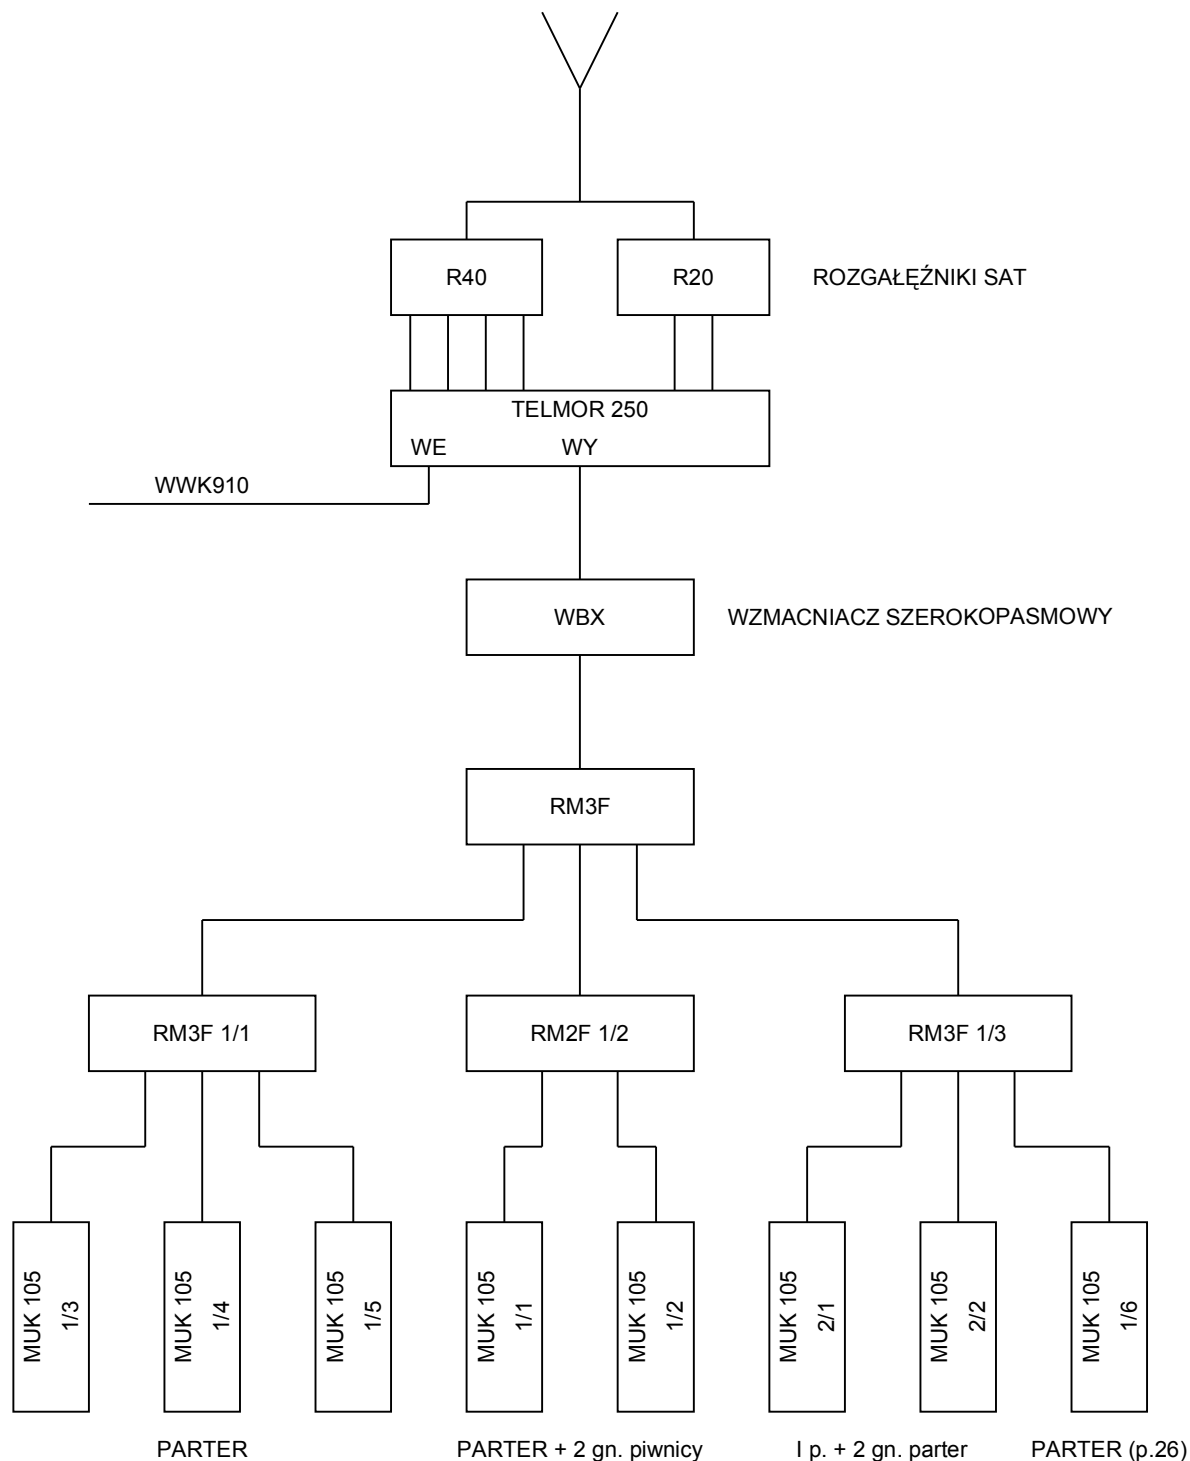 R40
R20
ROZGAŁĘŹNIKI SAT
TELMOR 250
WE
WY
WWK910
WBX
WZMACNIACZ SZEROKOPASMOWY
RM3F
RM3F 1/1
RM2F 1/2
RM3F 1/3
MUK 105
1/3
MUK 105
1/4
MUK 105
1/5
MUK 105
1/1
MUK 105
1/2
MUK 105
2/1
MUK 105
2/2
MUK 105
1/6
PARTER
PARTER + 2 gn. piwnicy
I p. + 2 gn. parter
PARTER (p.26)